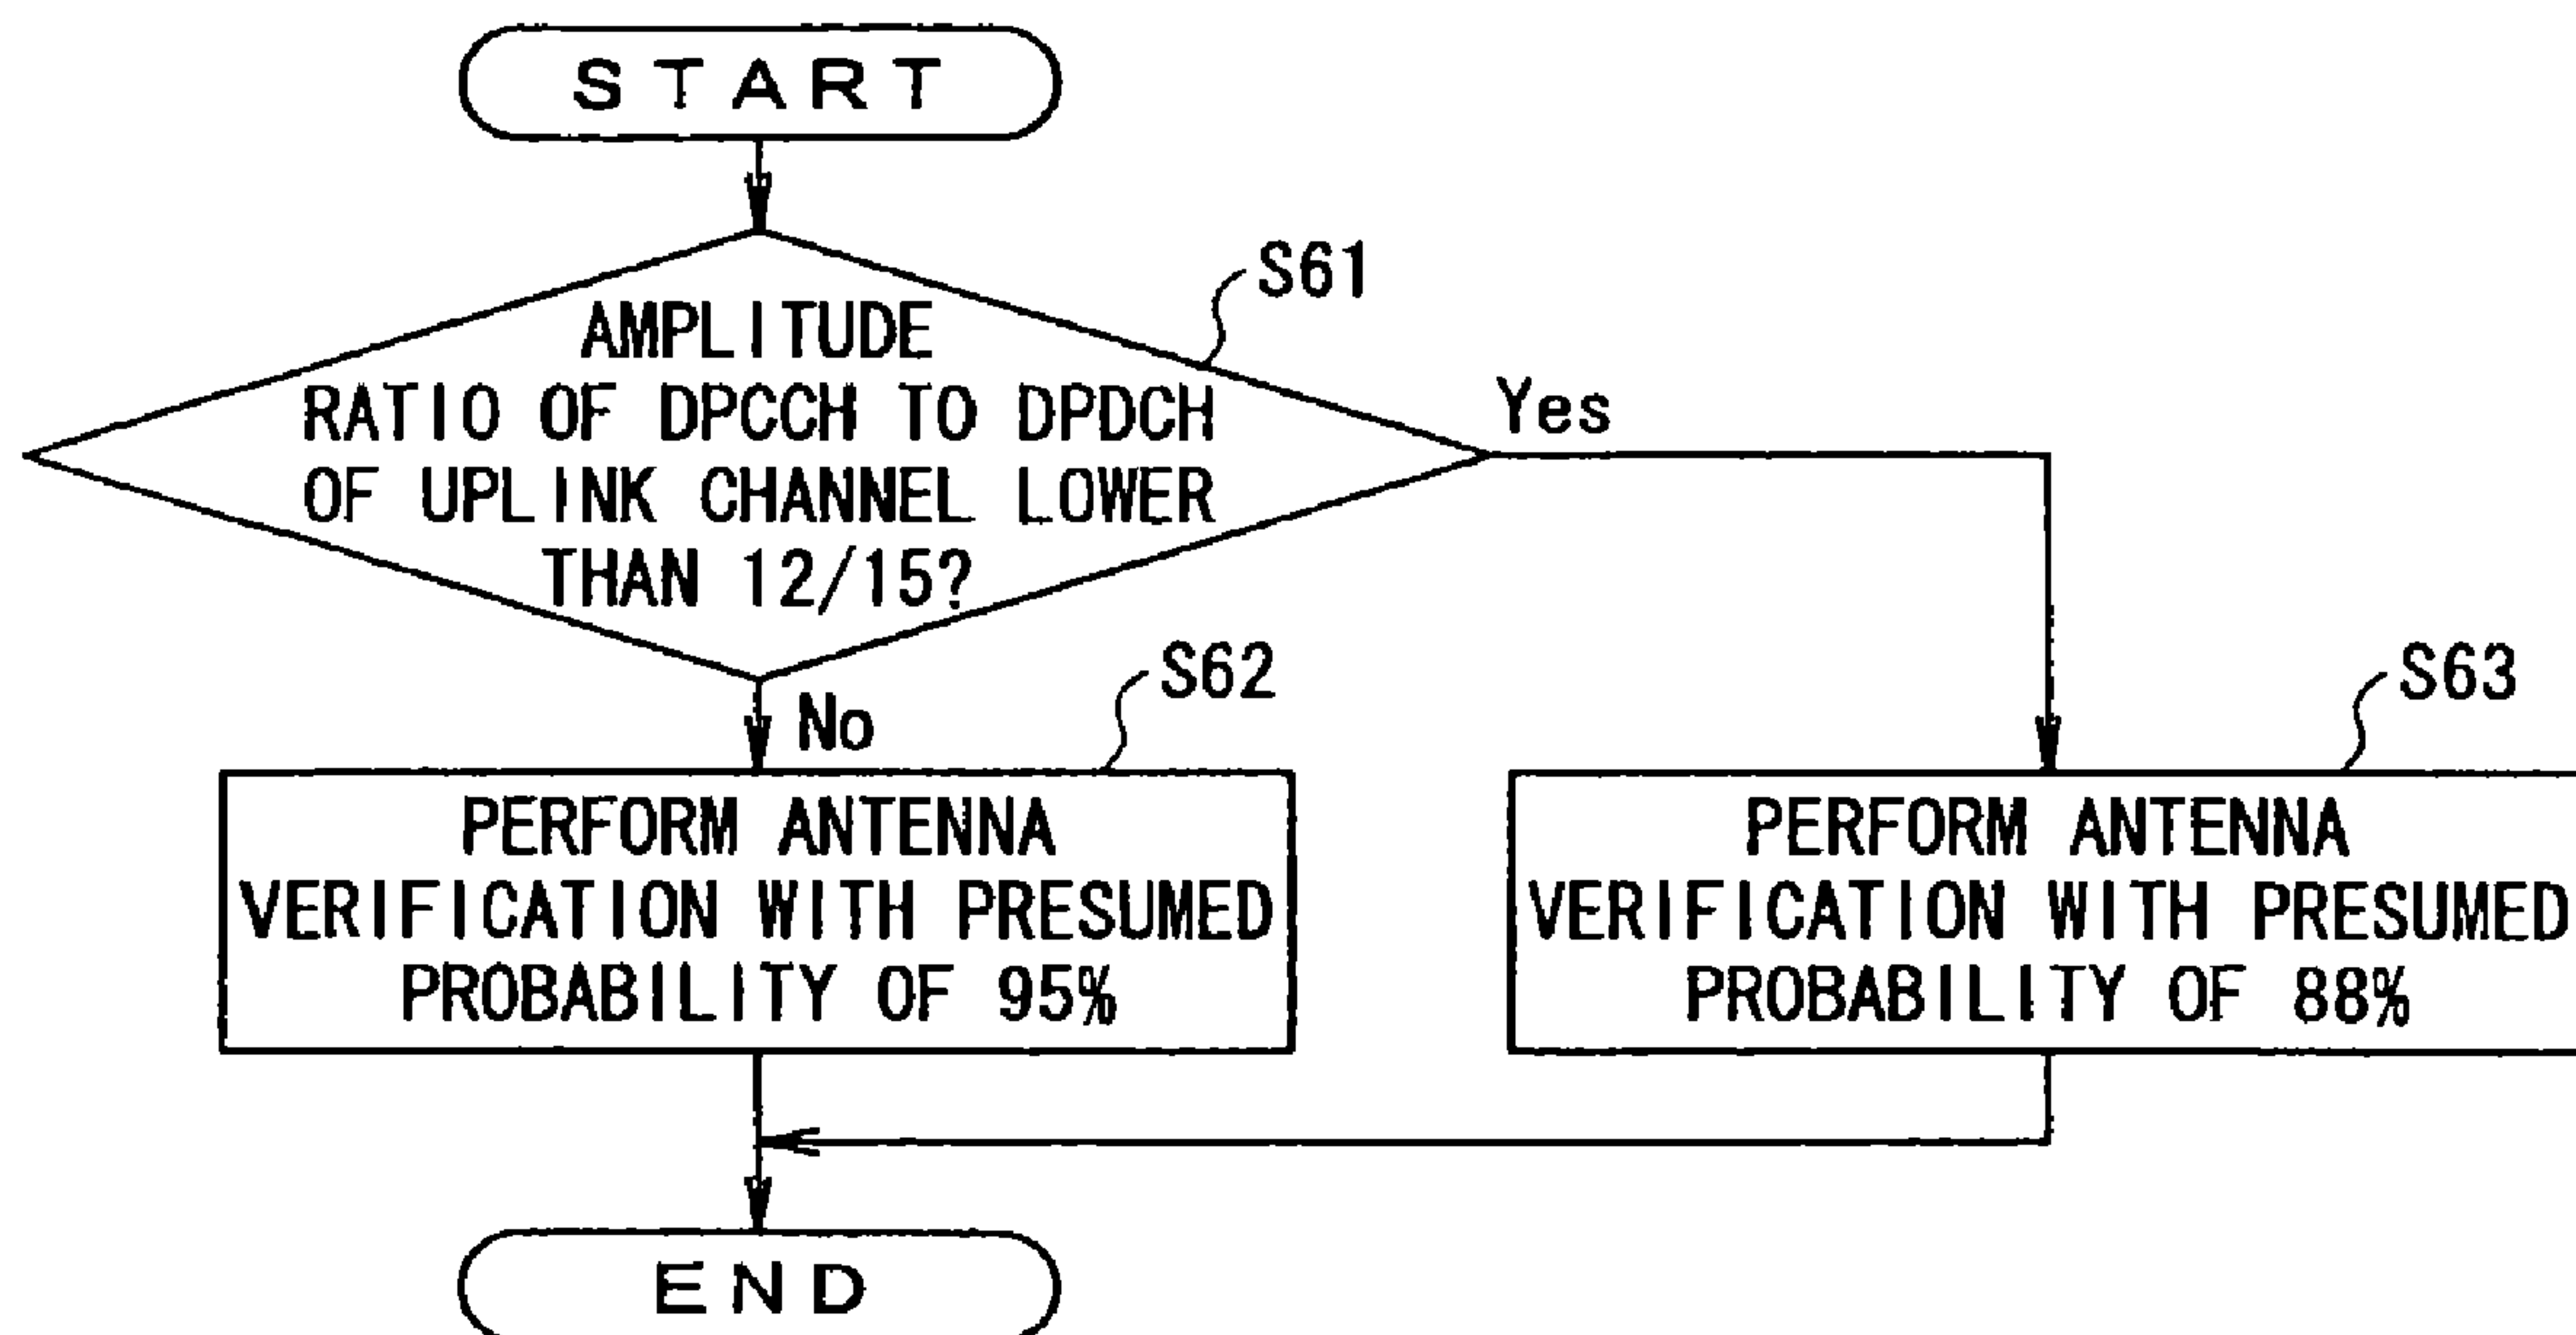 START
S61
AMPLITUDE
RATIO OF DPCCH TO DPDCH
OF UPLINK CHANNEL LOWER
THAN 12/15?
Yes
No
S62
PERFORM ANTENNA
VERIFICATION WITH PRESUMED
PROBABILITY OF 95%
S63
PERFORM ANTENNA
VERIFICATION WITH PRESUMED
PROBABILITY OF 88%
END